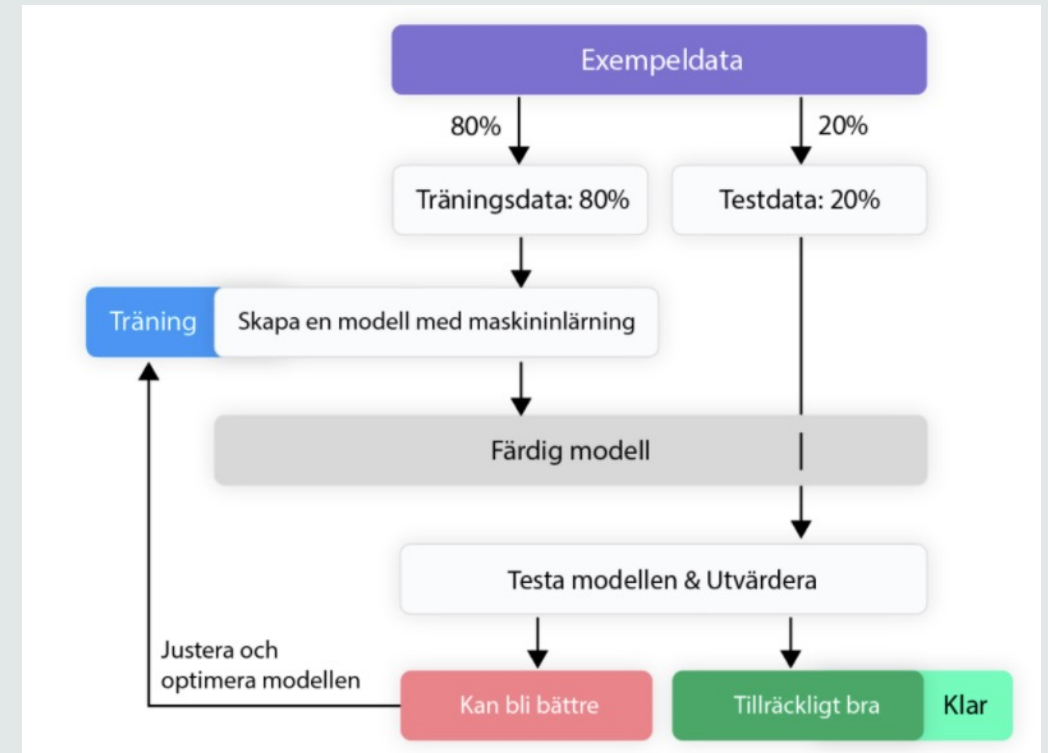 Exempeldata
80%
20%
Träningsdata: 80%
Testdata: 20%
Träning
Skapa en modell med maskininlärning
Färdig modell
Testa modellen & Utvärdera
Justera och
optimera modellen
Kan bli bättre
Tillräckligt bra
Klar